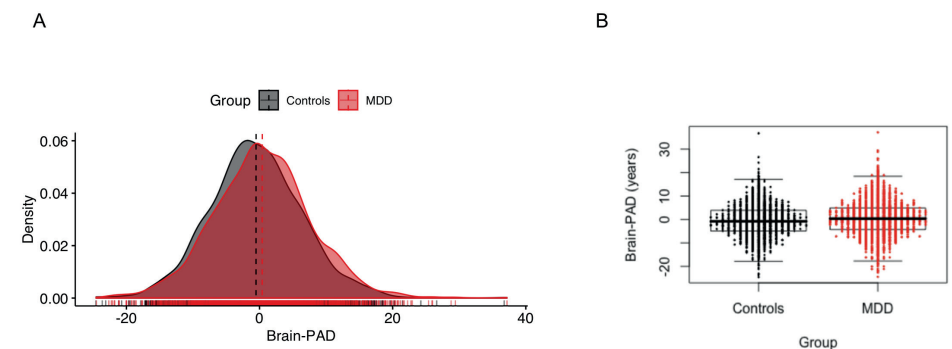 A
B
Group Controls MDD
0.06
0.04
0.02
0.00
Density
-20 0 20 40
Brain-PAD
30
10
0
-20
Brain-PAD (years)
Controls MDD
Group